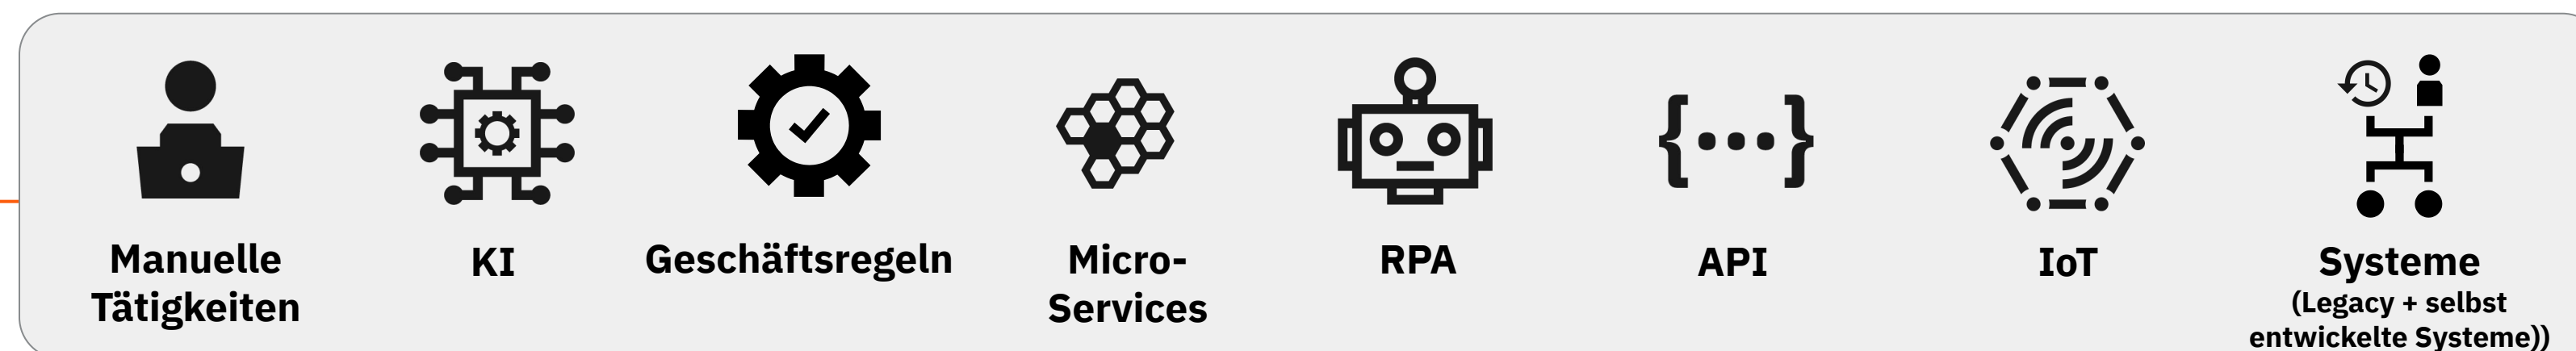 Manuelle
Tätigkeiten
KI
Geschäftsregeln
Micro-
Services
RPA
{...}
API
IoT
Systeme
(Legacy + selbst
entwickelte Systeme))